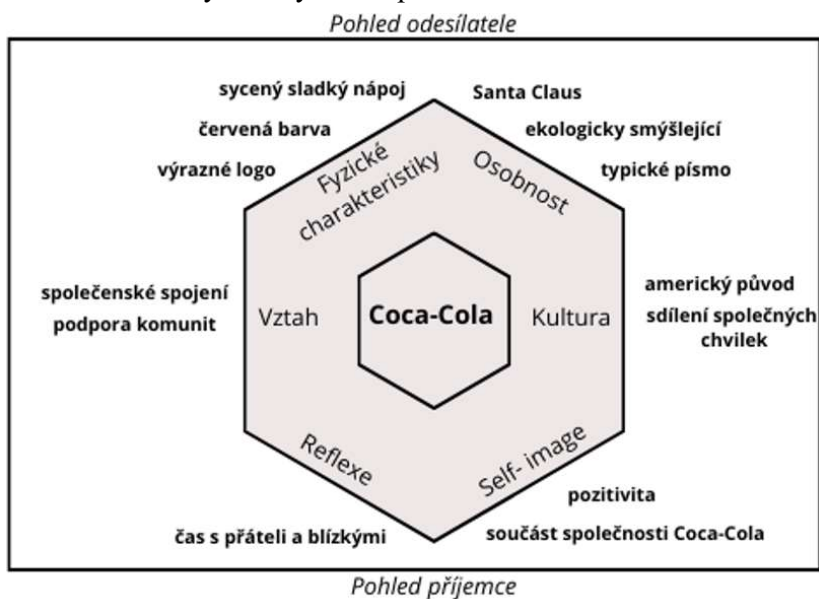 Pohled odesílatele
sycený sladký nápoj
Santa Claus
červená barva
ekologicky smýšlející
výrazné logo
typické písmo
Fyzické
charakteristiky
Osobnost
společenské spojení
podpora komunit
Vztah
Coca-Cola
Kultura
americký původ
sdílení společných
chvilek
Reflexe
Self- image
pozitivita
čas s přáteli a blízkými
součást společnosti Coca-Cola
Pohled příjemce